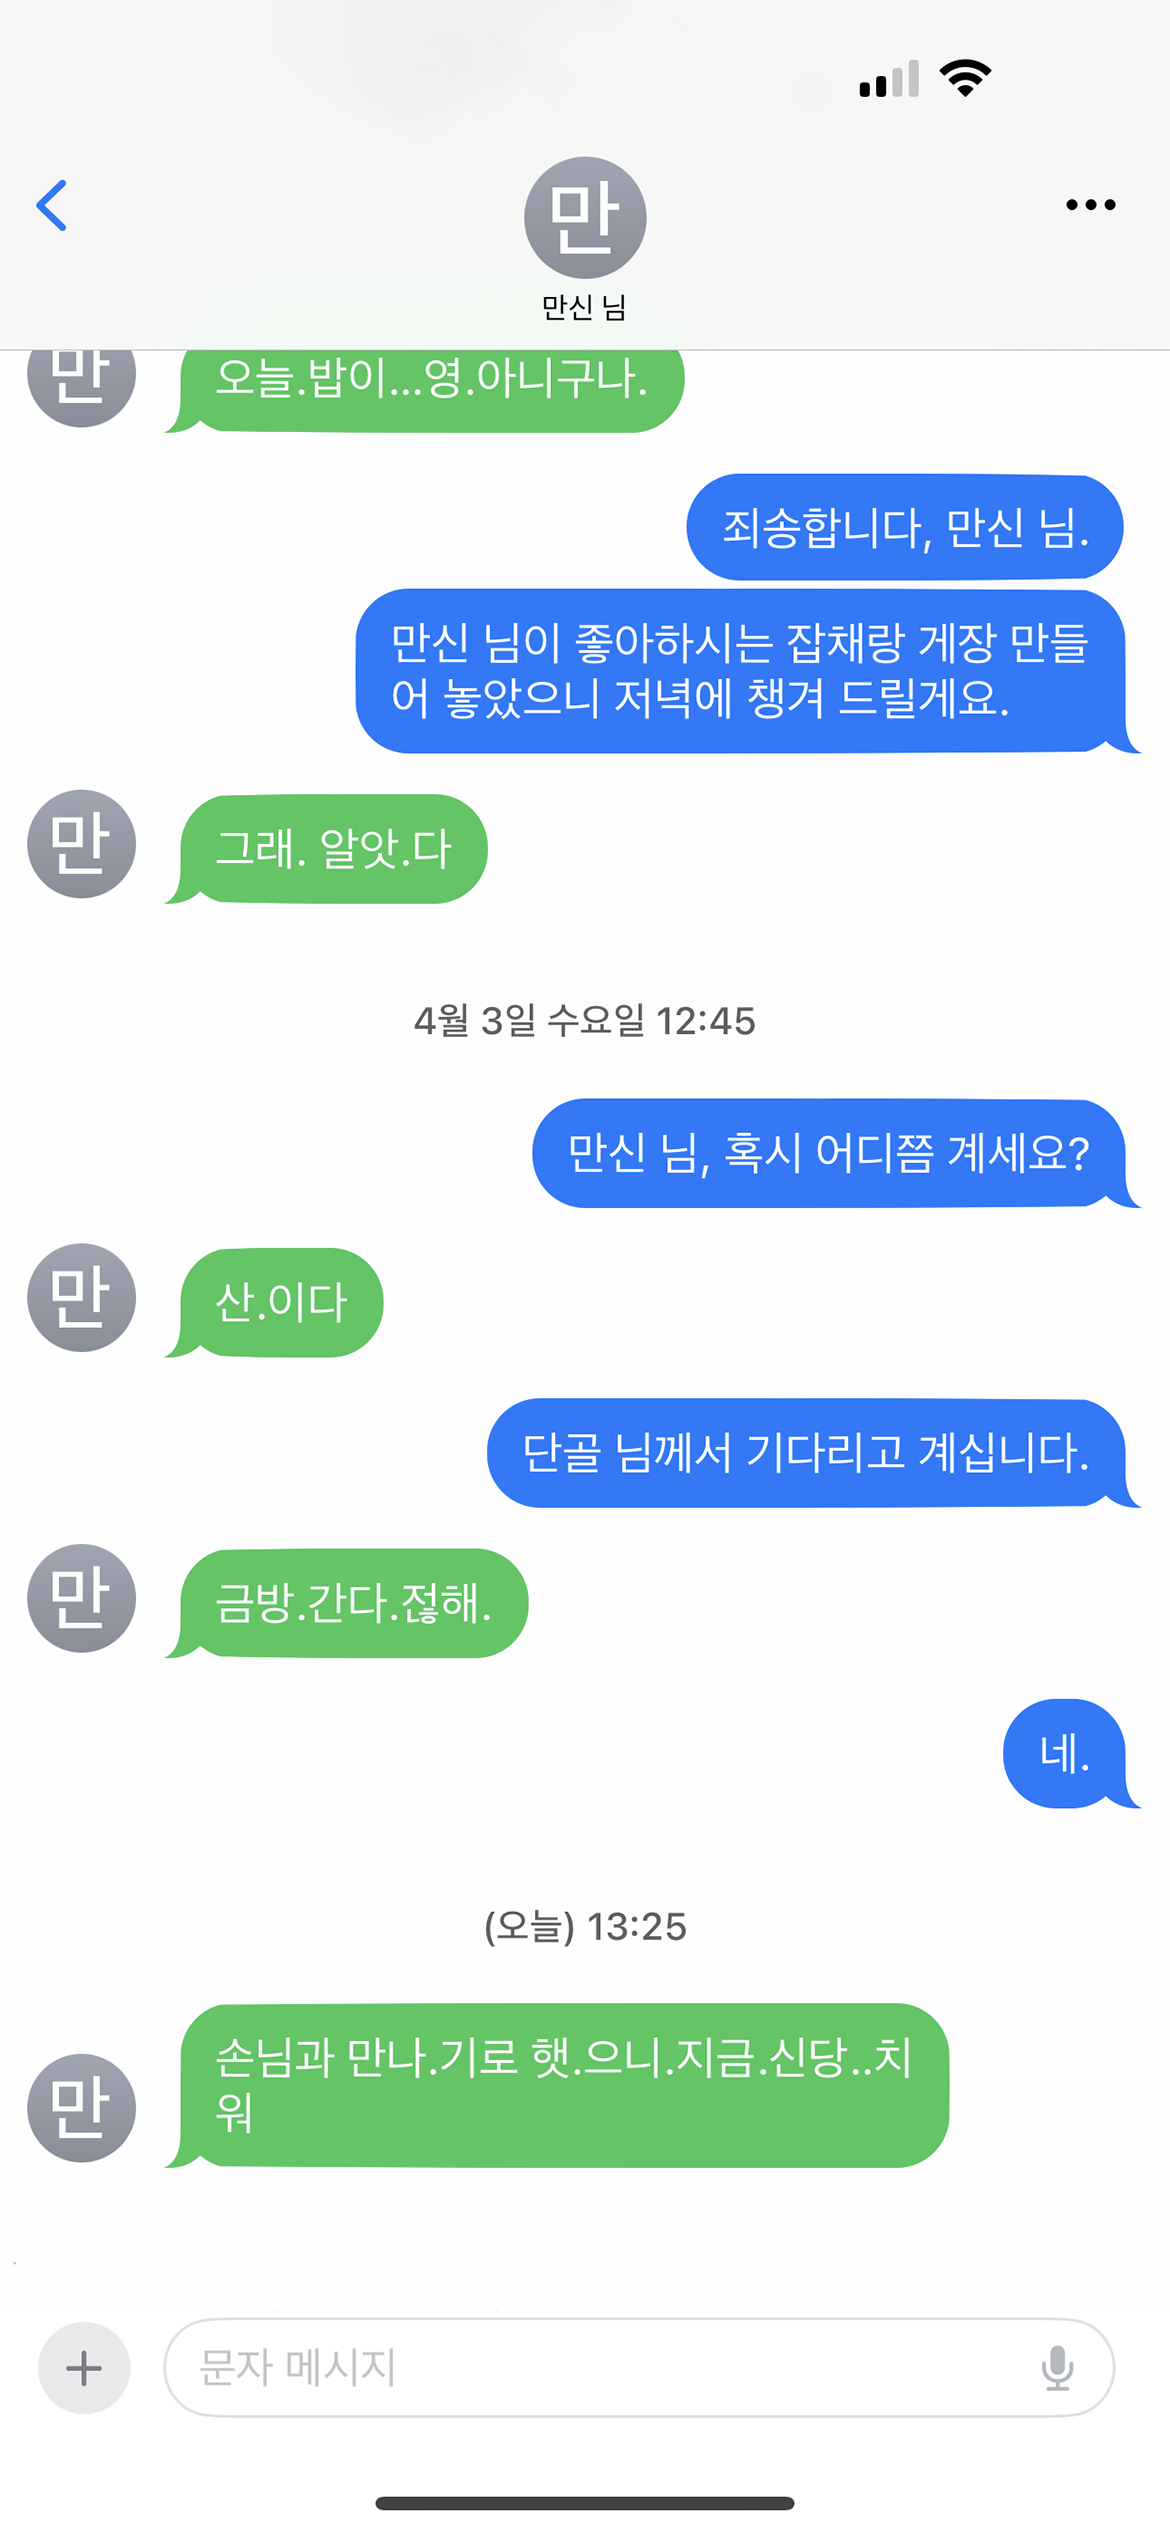 만
만신 님
만
오늘.밥이...영.아니구나.
죄송합니다, 만신 님.
만신 님이 좋아하시는 잡채랑 게장 만들
어 놓았으니 저녁에 챙겨 드릴게요.
만
그래. 알앗.다
4월 3일 수요일 12:45
만신 님, 혹시 어디쯤 계세요?
만
산.이다
단골 님께서 기다리고 계십니다.
만
금방.간다.젆해.
네.
(오늘) 13:25
손님과 만나.기로 햇.으니.지금.신당..치
워
만
문자 메시지